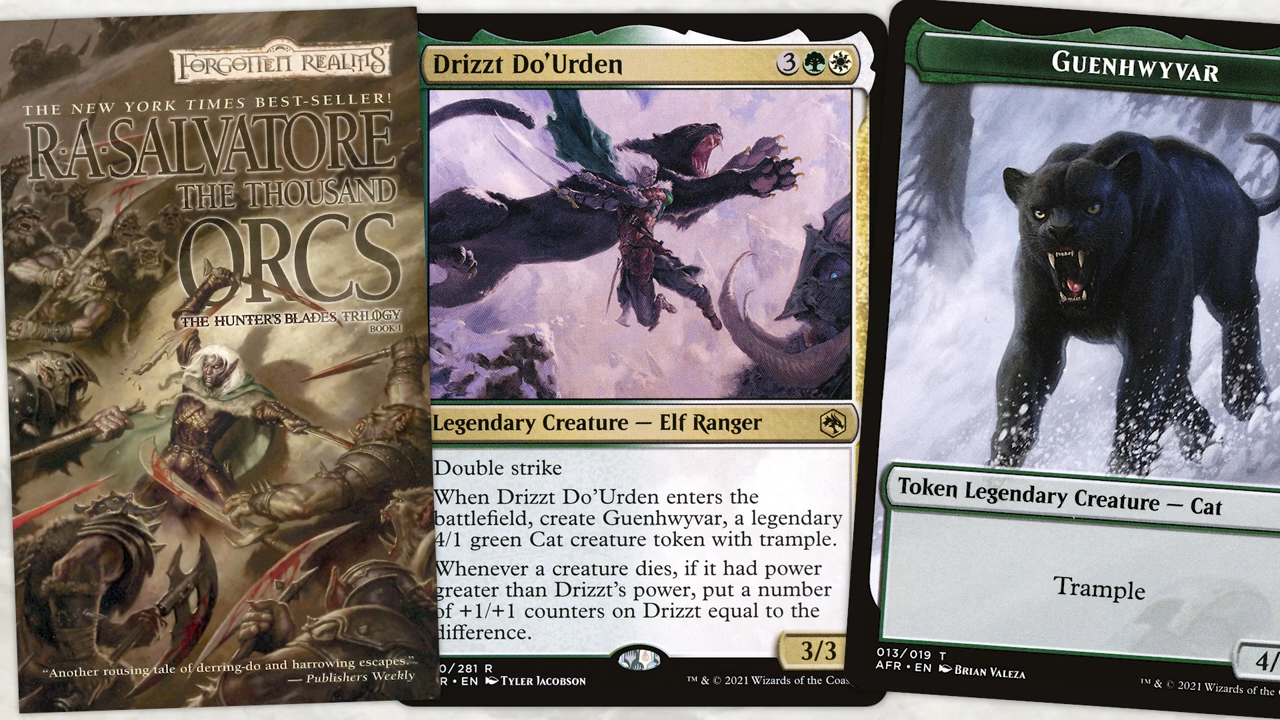 FORGOTTEN REALMS
THE NEW YORK TIMES BEST-SELLER!
R·A·SALVATORE
THE THOUSAND
ORCS
THE HUNTER'S BLADES TRILOGY
BOOK I
"Another rousing tale of derring-do and harrowing escapes."
— Publishers Weekly
Drizzt Do'Urden 3
Legendary Creature — Elf Ranger
Double strike
When Drizzt Do'Urden enters the
battlefield, create Guenhwyvar, a legendary
4/1 green Cat creature token with trample.
Whenever a creature dies, if it had power
greater than Drizzt's power, put a number
of +1/+1 counters on Drizzt equal to the
difference.
3/3
0/281 R
R • EN TYLER JACOBSON
™ & © 2021 Wizards of the Coas
GUENHWYVAR
Token Legendary Creature — Cat
Trample
4/
013/019 T
AFR • EN BRIAN VALEZA
™ & © 2021 Wizards of the Co